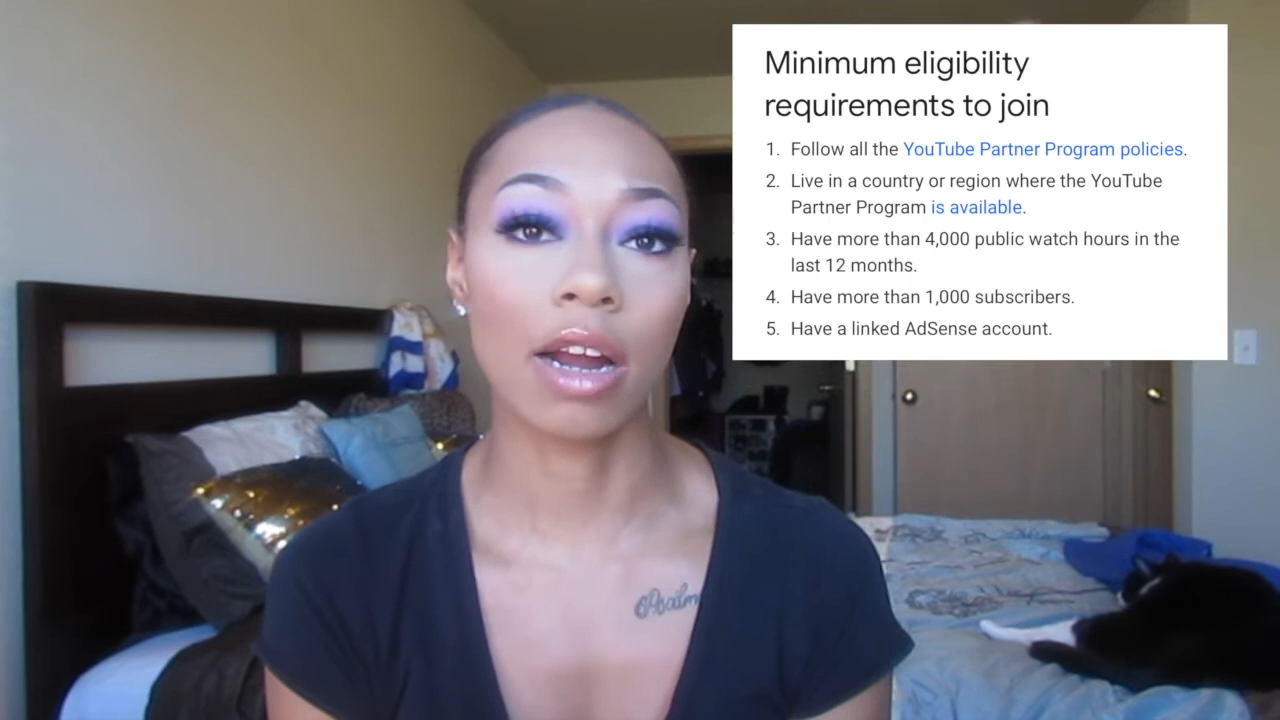 Minimum eligibility
requirements to join
1. Follow all the YouTube Partner Program policies.
2. Live in a country or region where the YouTube
Partner Program is available.
3. Have more than 4,000 public watch hours in the
last 12 months.
4. Have more than 1,000 subscribers.
5. Have a linked AdSense account.
Psalm